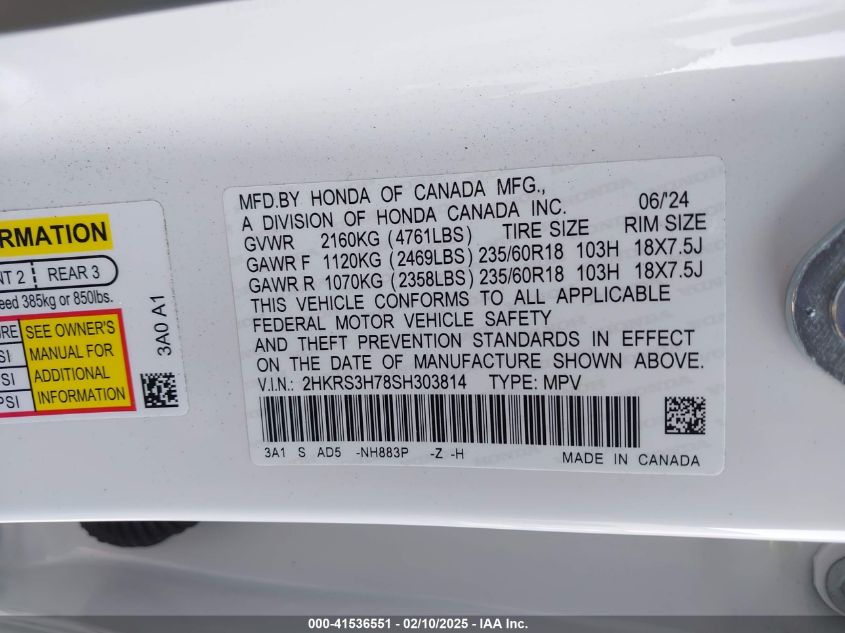 RMATION
NT 2 REAR 3
eed 385kg or 850lbs.
SEE OWNER'S
MANUAL FOR
ADDITIONAL
INFORMATION
URE
SI
SI
PSI
3A0 A1
MFD.BY HONDA OF CANADA MFG.,
A DIVISION OF HONDA CANADA INC. 06/'24
GVWR 2160KG (4761LBS) TIRE SIZE RIM SIZE
GAWR F 1120KG (2469LBS) 235/60R18 103H 18X7.5J
GAWR R 1070KG (2358LBS) 235/60R18 103H 18X7.5J
THIS VEHICLE CONFORMS TO ALL APPLICABLE
FEDERAL MOTOR VEHICLE SAFETY
AND THEFT PREVENTION STANDARDS IN EFFECT
ON THE DATE OF MANUFACTURE SHOWN ABOVE.
V.I.N.: 2HKRS3H78SH303814 TYPE: MPV
3A1 S AD5 -NH883P -Z -H MADE IN CANADA
000-41536551 — 02/10/2025 — IAA Inc.